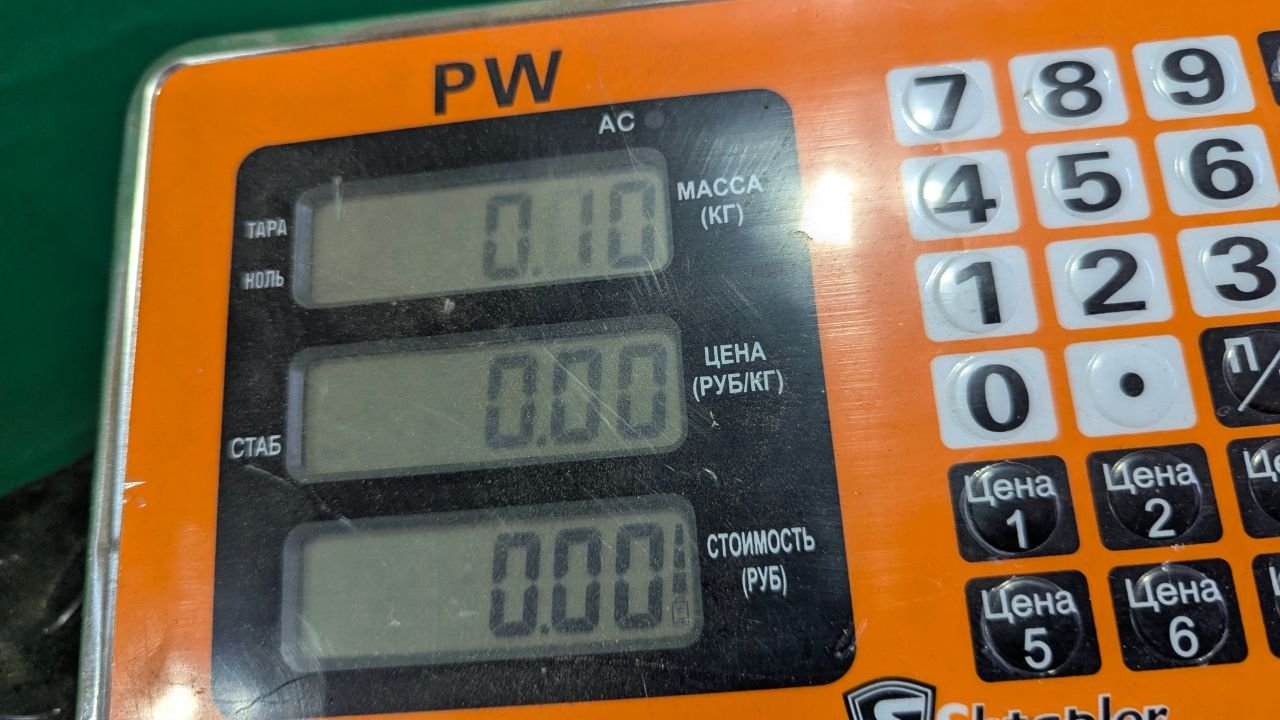 PW
AC
ТАРА
НОЛЬ
0.10
МАССА
(КГ)
СТАБ
0.00
ЦЕНА
(РУБ/КГ)
0.00
СТОИМОСТЬ
(РУБ)
7 8 9
4 5 6
1 2 3
0 •
П/
Цена
1
Цена
2
Цена
5
Цена
6